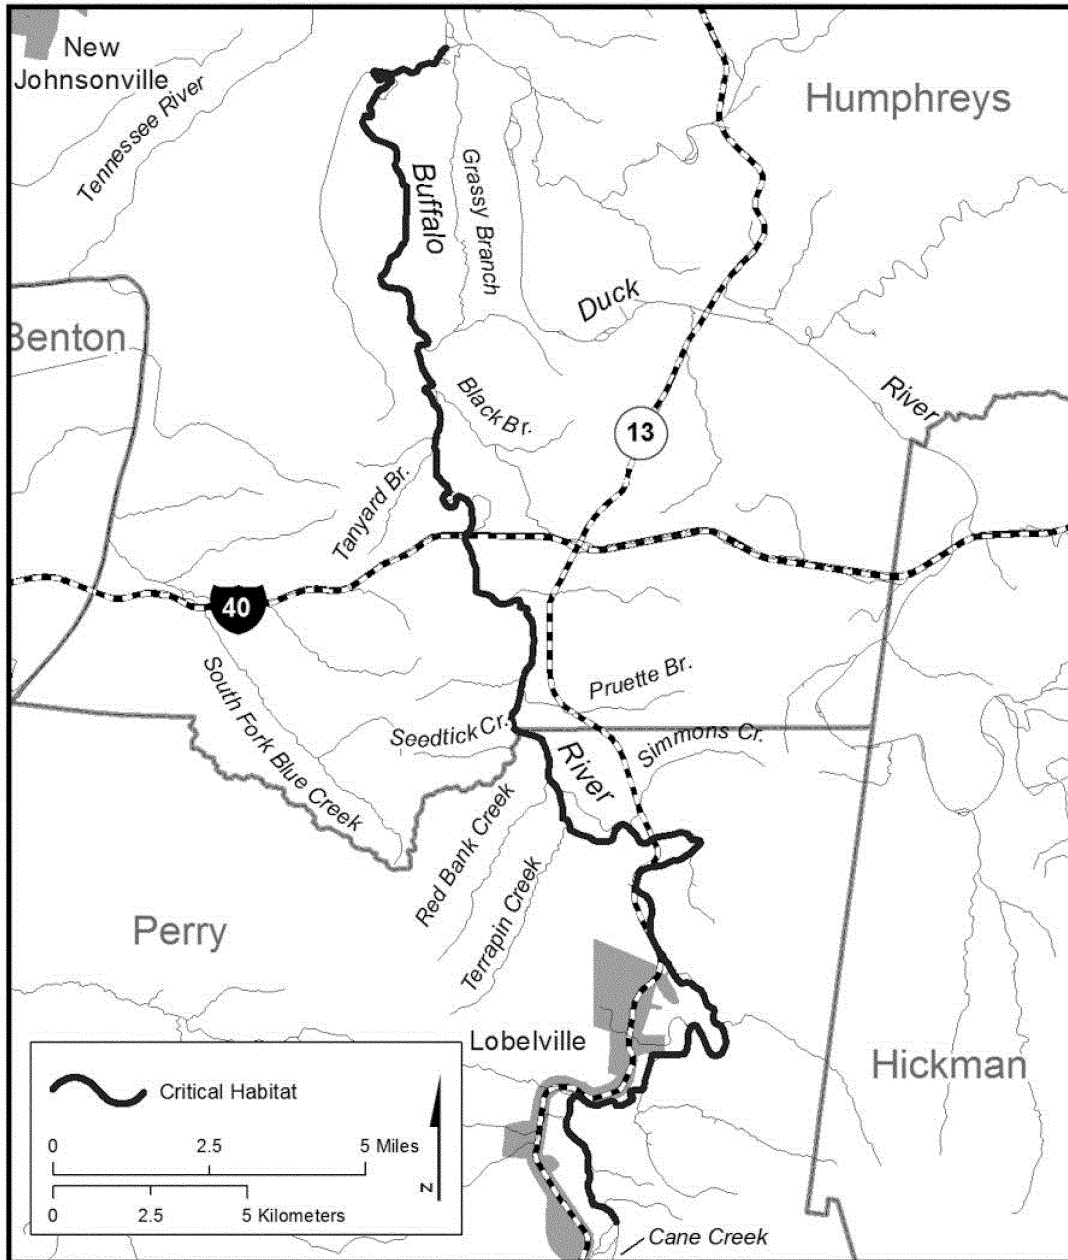 New
Johnsonville
Tennessee River
Humphreys
Buffalo
Grassy Branch
Duck
River
Benton
Black Br.
13
Tanyard Br.
40
South Fork Blue Creek
Pruette Br.
Seedtick Cr.
River
Simmons Cr.
Red Bank Creek
Terrapin Creek
Perry
Lobelville
Hickman
Critical Habitat
0 2.5 5 Miles
0 2.5 5 Kilometers
N
Cane Creek